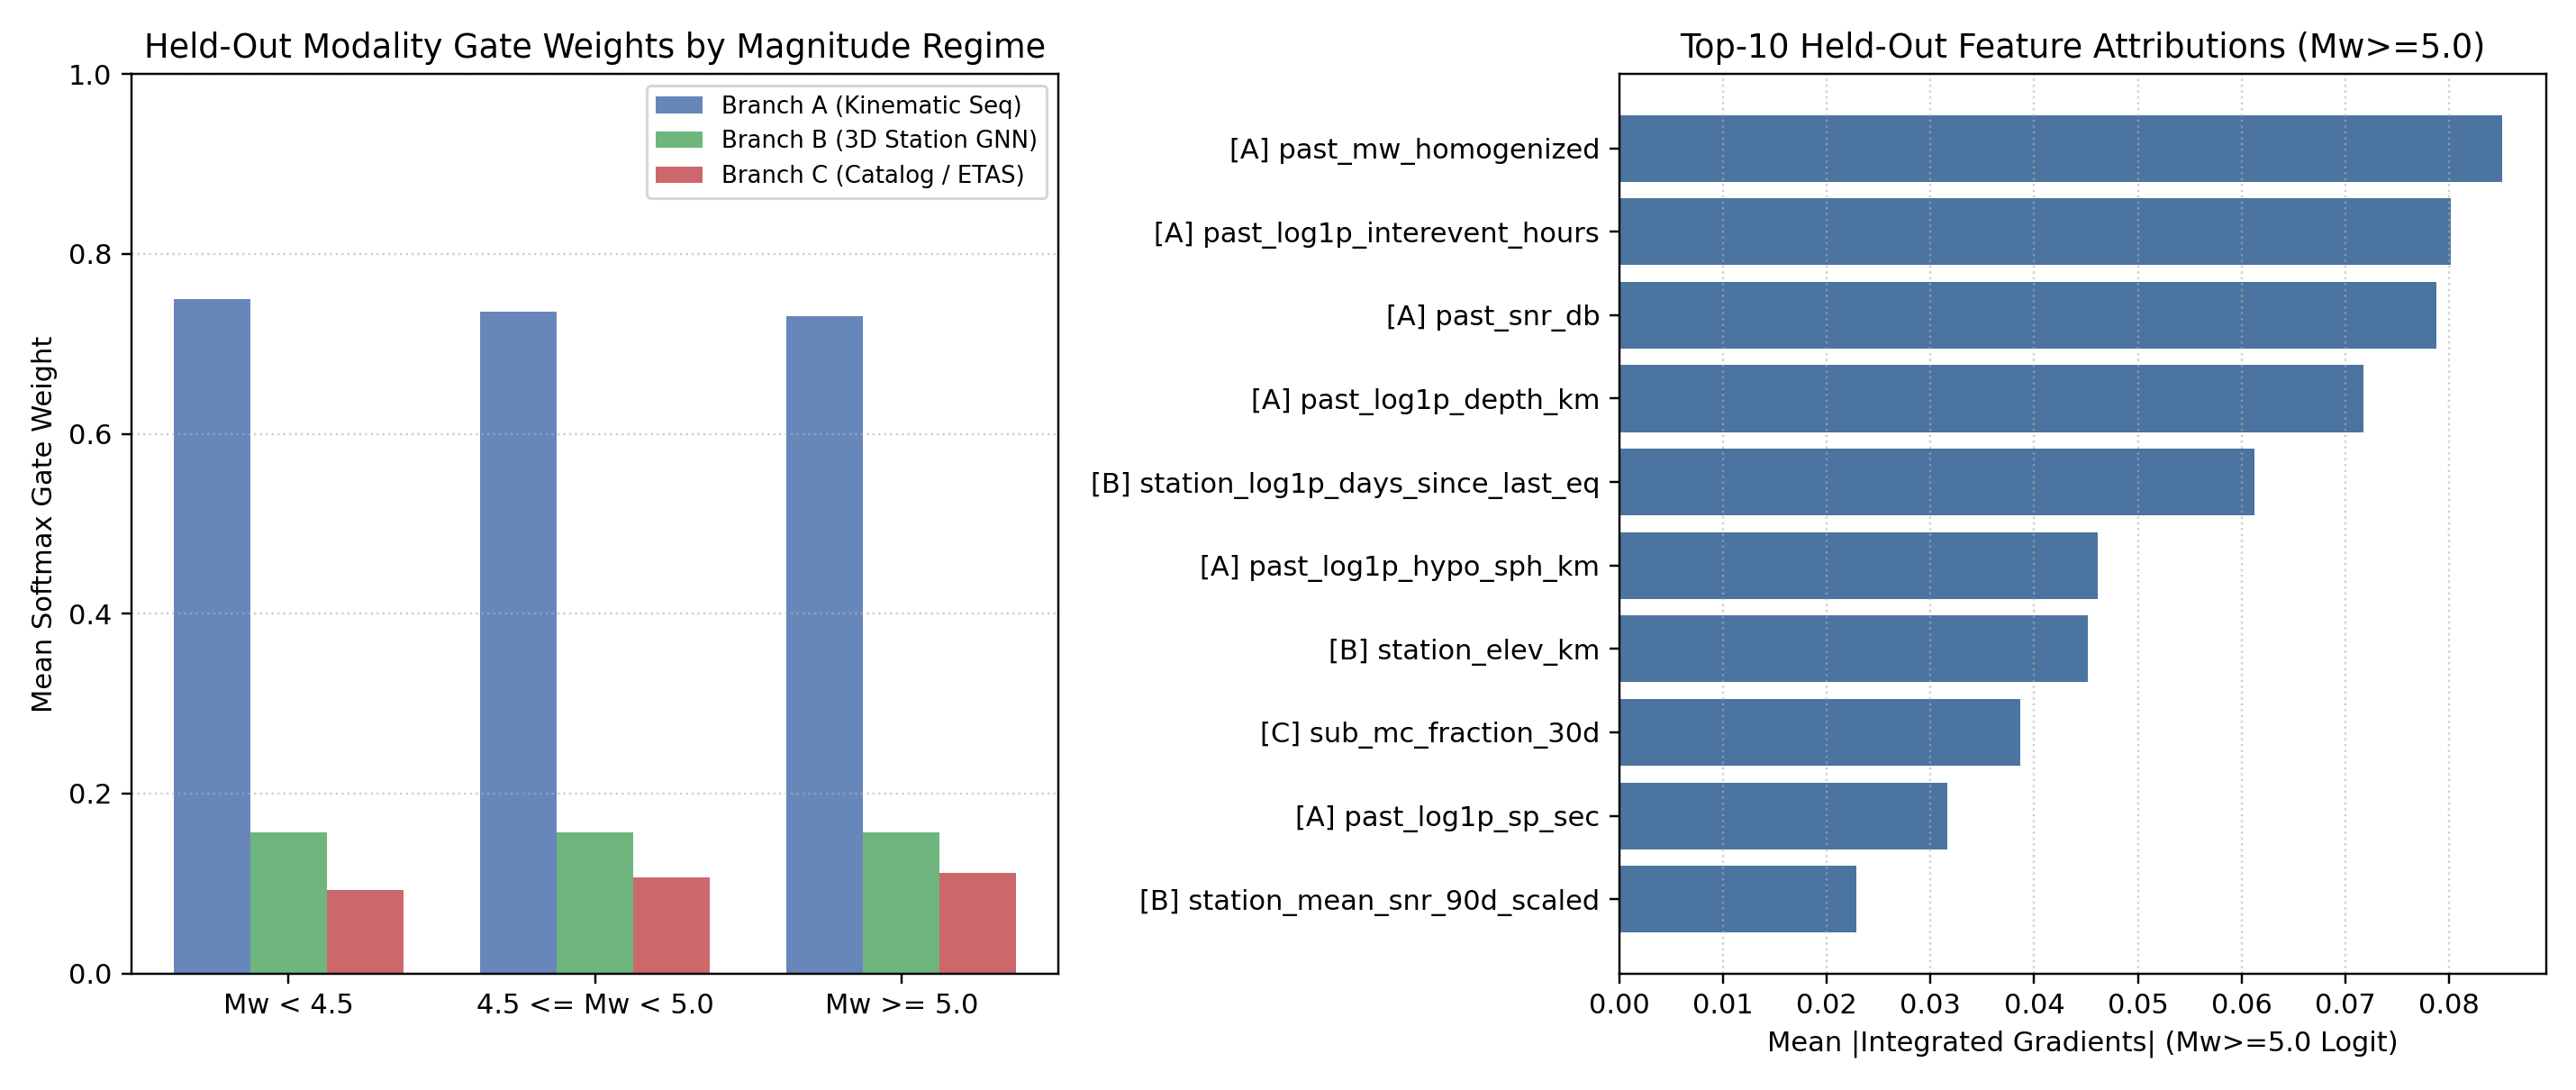 Held-Out Modality Gate Weights by Magnitude Regime
Mean Softmax Gate Weight
1.0
0.8
0.6
0.4
0.2
0.0
Branch A (Kinematic Seq)
Branch B (3D Station GNN)
Branch C (Catalog / ETAS)
Mw < 4.5
4.5 <= Mw < 5.0
Mw >= 5.0
Top-10 Held-Out Feature Attributions (Mw>=5.0)
[A] past_mw_homogenized
[A] past_log1p_interevent_hours
[A] past_snr_db
[A] past_log1p_depth_km
[B] station_log1p_days_since_last_eq
[A] past_log1p_hypo_sph_km
[B] station_elev_km
[C] sub_mc_fraction_30d
[A] past_log1p_sp_sec
[B] station_mean_snr_90d_scaled
0.00 0.01 0.02 0.03 0.04 0.05 0.06 0.07 0.08
Mean |Integrated Gradients| (Mw>=5.0 Logit)